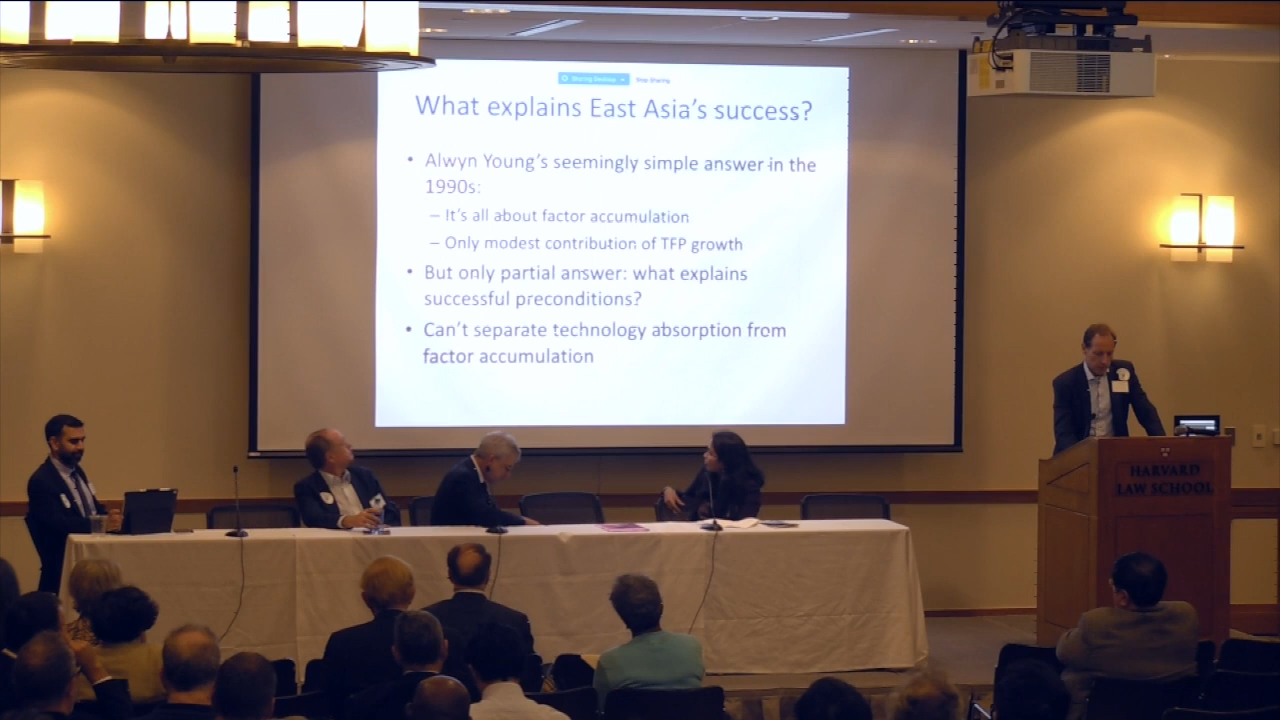 Sharing Desktop
Stop Sharing
What explains East Asia's success?
• Alwyn Young's seemingly simple answer in the
1990s:
– It's all about factor accumulation
– Only modest contribution of TFP growth
• But only partial answer: what explains
successful preconditions?
• Can't separate technology absorption from
factor accumulation
HARVARD
LAW SCHOOL